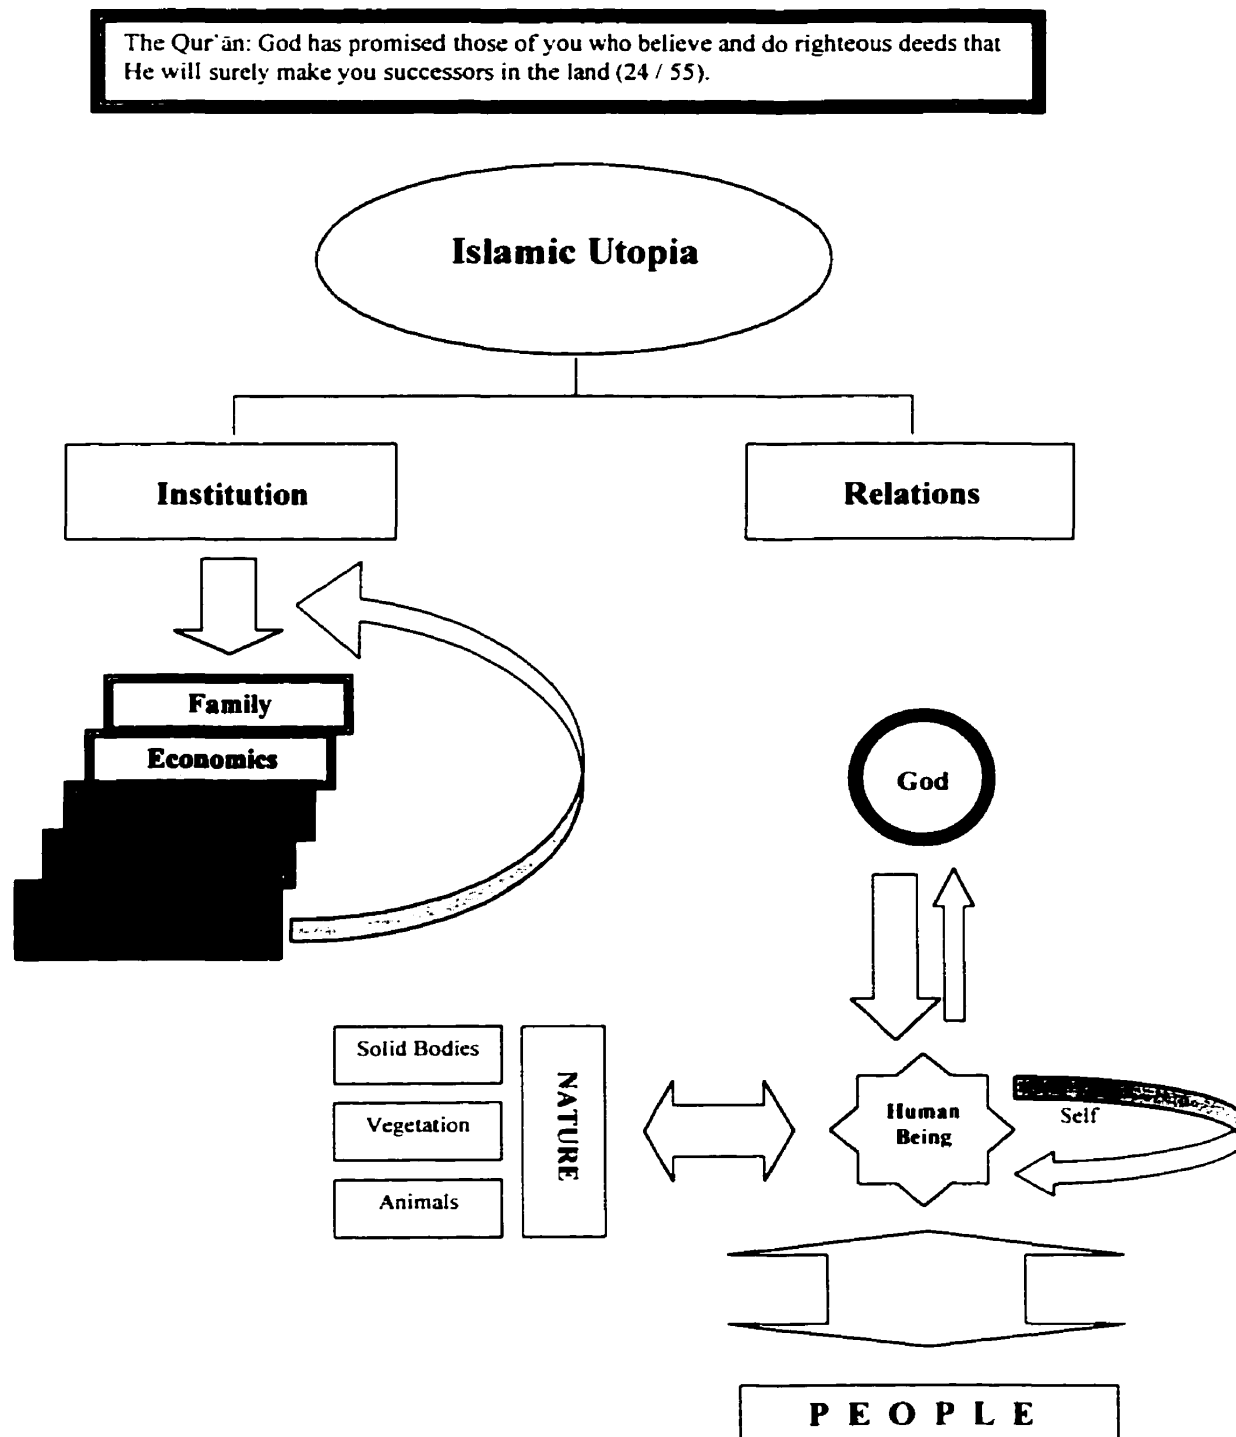 The Qur`ān: God has promised those of you who believe and do righteous deeds that
He will surely make you successors in the land (24 / 55).
Islamic Utopia
Institution
Relations
Family
Economics
God
Solid Bodies
Vegetation
Animals
NATURE
Human
Being
Self
PEOPLE